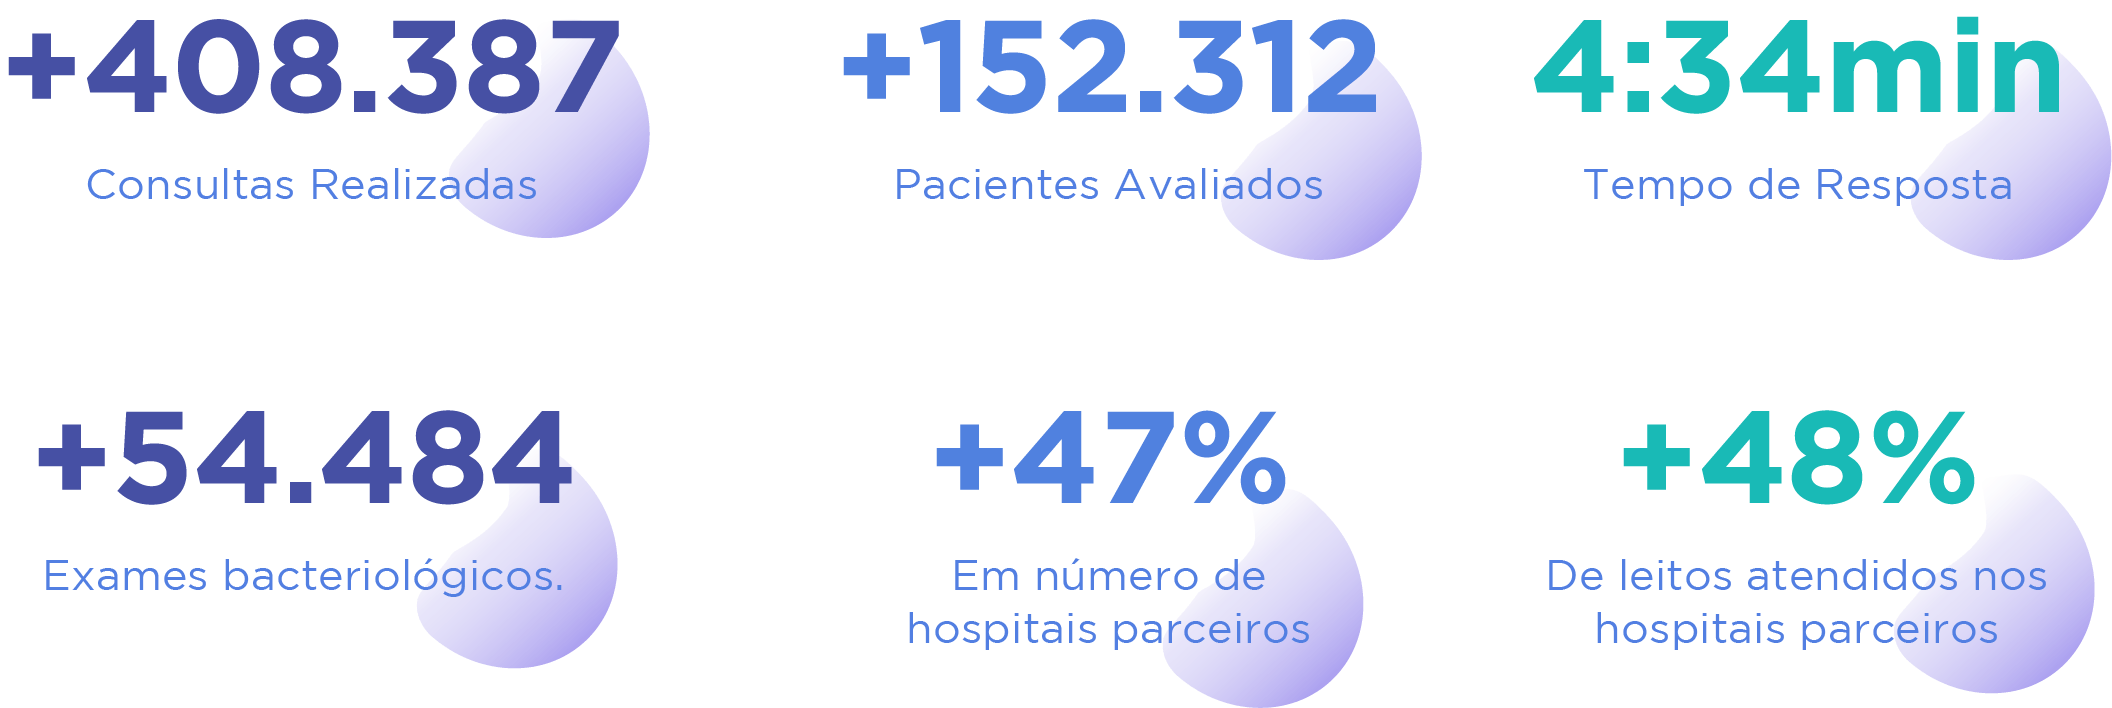 +408.387
Consultas Realizadas
+152.312
Pacientes Avaliados
4:34min
Tempo de Resposta
+54.484
Exames bacteriológicos.
+47%
Em número de
hospitais parceiros
+48%
De leitos atendidos nos
hospitais parceiros